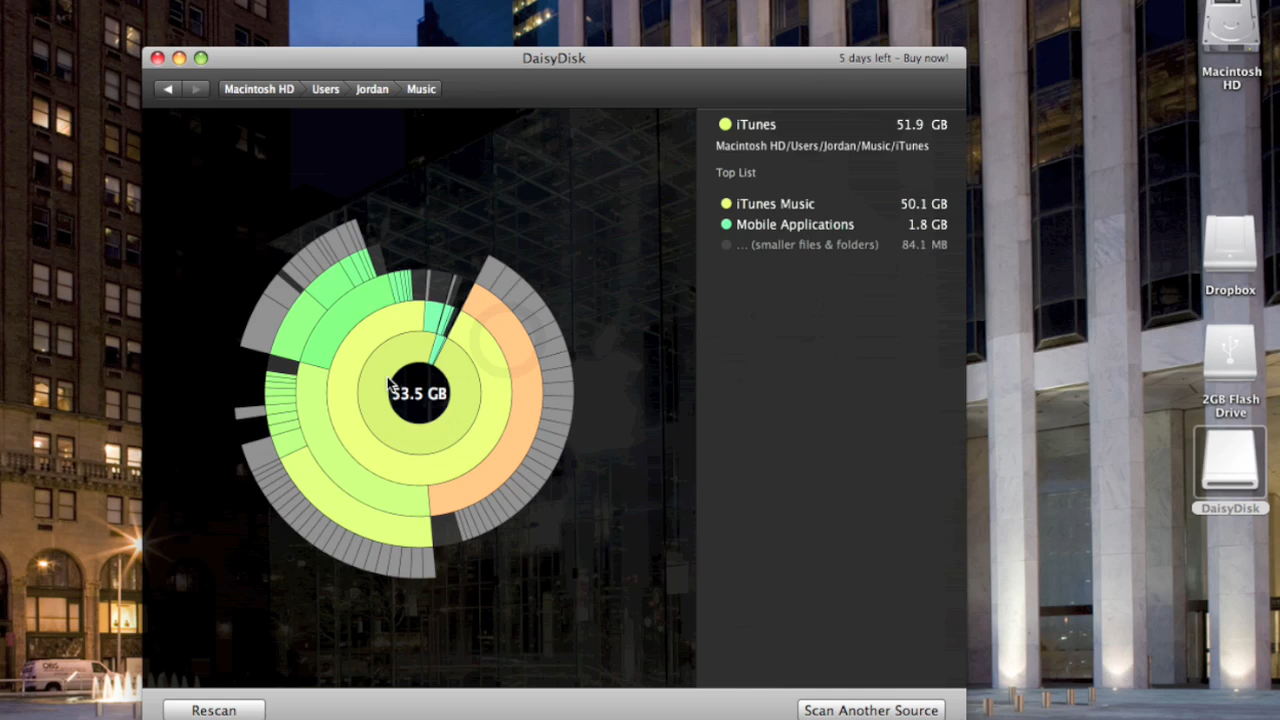 DaisyDisk
5 days left – Buy now!
Macintosh HD Users Jordan Music
iTunes 51.9 GB
Macintosh HD/Users/Jordan/Music/iTunes
Top List
iTunes Music 50.1 GB
Mobile Applications 1.8 GB
... (smaller files & folders) 84.1 MB
53.5 GB
Rescan
Scan Another Source
Macintosh
HD
Dropbox
2GB Flash
Drive
DaisyDisk